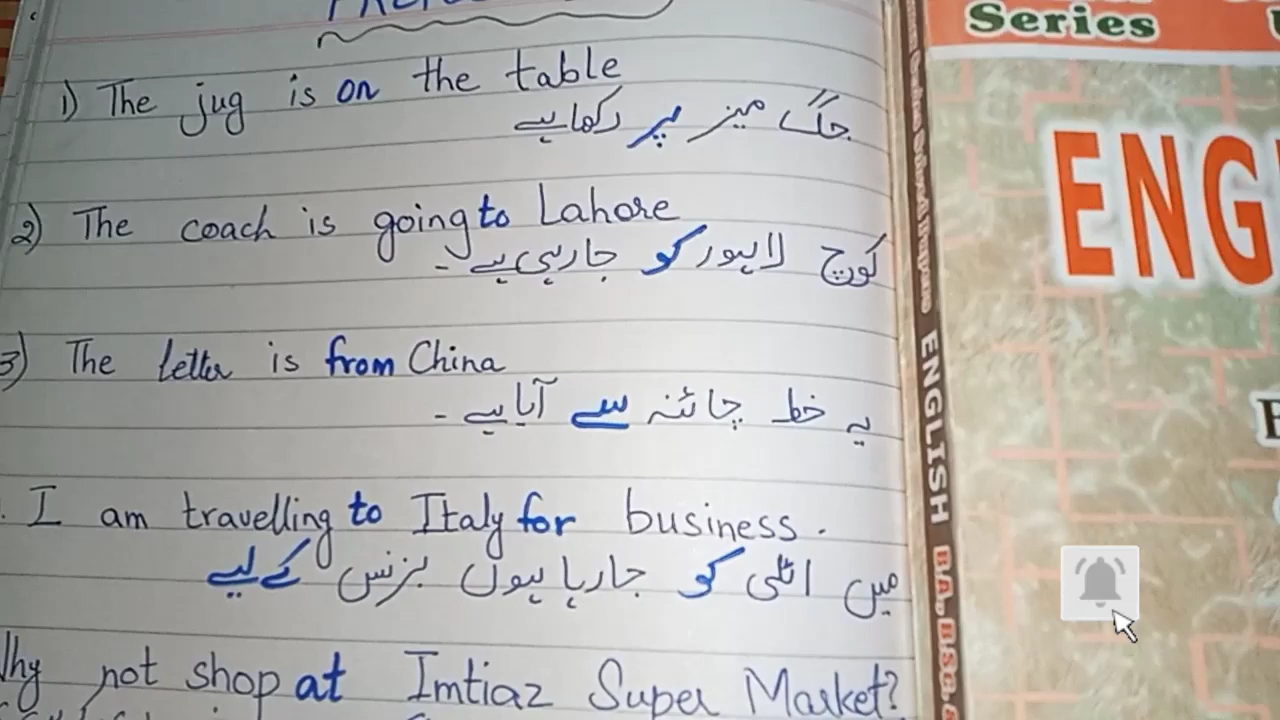 1) The jug is on the table
جگ میز پر رکھا ہے
2) The coach is going to Lahore
کوچ لاہور کو جا رہی ہے ۔
3) The letter is from China
یہ خط چائنہ سے آیا ہے ۔
. I am travelling to Italy for business .
میں اٹلی کو جا رہا ہوں بزنس کے لیے
Why not shop at Imtiaz Super Market?
Series
ENG
ENGLISH BA, BSC